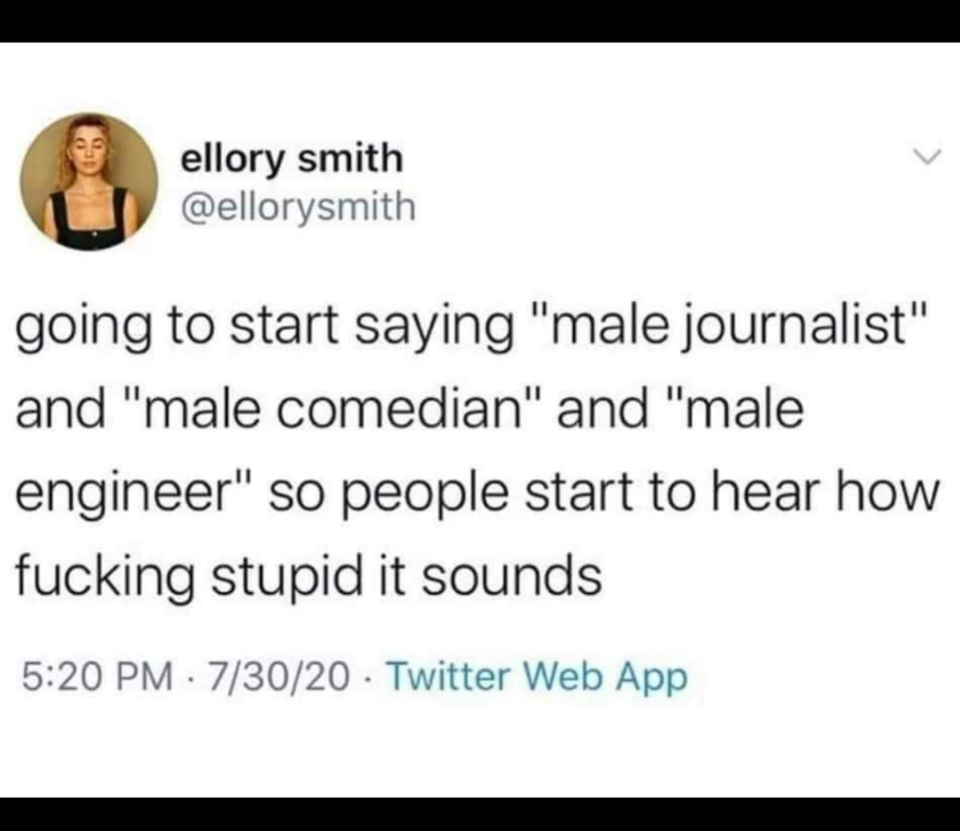 ellory smith
@ellorysmith
going to start saying "male journalist"
and "male comedian" and "male
engineer" so people start to hear how
fucking stupid it sounds
5:20 PM · 7/30/20 · Twitter Web App